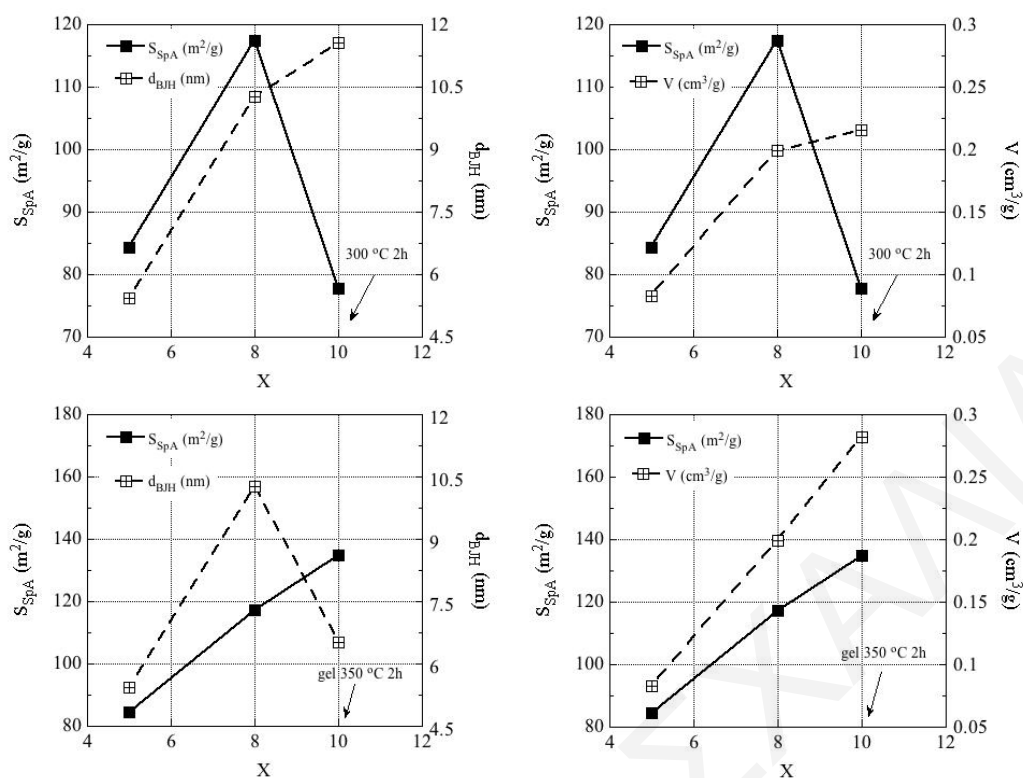 120
110
100
90
80
70
S_SpA (m²/g)
12
10.5
9
7.5
6
4.5
d_BJH (nm)
S_SpA (m²/g)
d_BJH (nm)
300 °C 2h
4 6 8 10 12
X
120
110
100
90
80
70
S_SpA (m²/g)
0.3
0.25
0.2
0.15
0.1
0.05
V (cm³/g)
S_SpA (m²/g)
V (cm³/g)
300 °C 2h
4 6 8 10 12
X
180
160
140
120
100
80
S_SpA (m²/g)
12
10.5
9
7.5
6
4.5
d_BJH (nm)
S_SpA (m²/g)
d_BJH (nm)
gel 350 °C 2h
4 6 8 10 12
X
180
160
140
120
100
80
S_SpA (m²/g)
0.3
0.25
0.2
0.15
0.1
0.05
V (cm³/g)
S_SpA (m²/g)
V (cm³/g)
gel 350 °C 2h
4 6 8 10 12
X